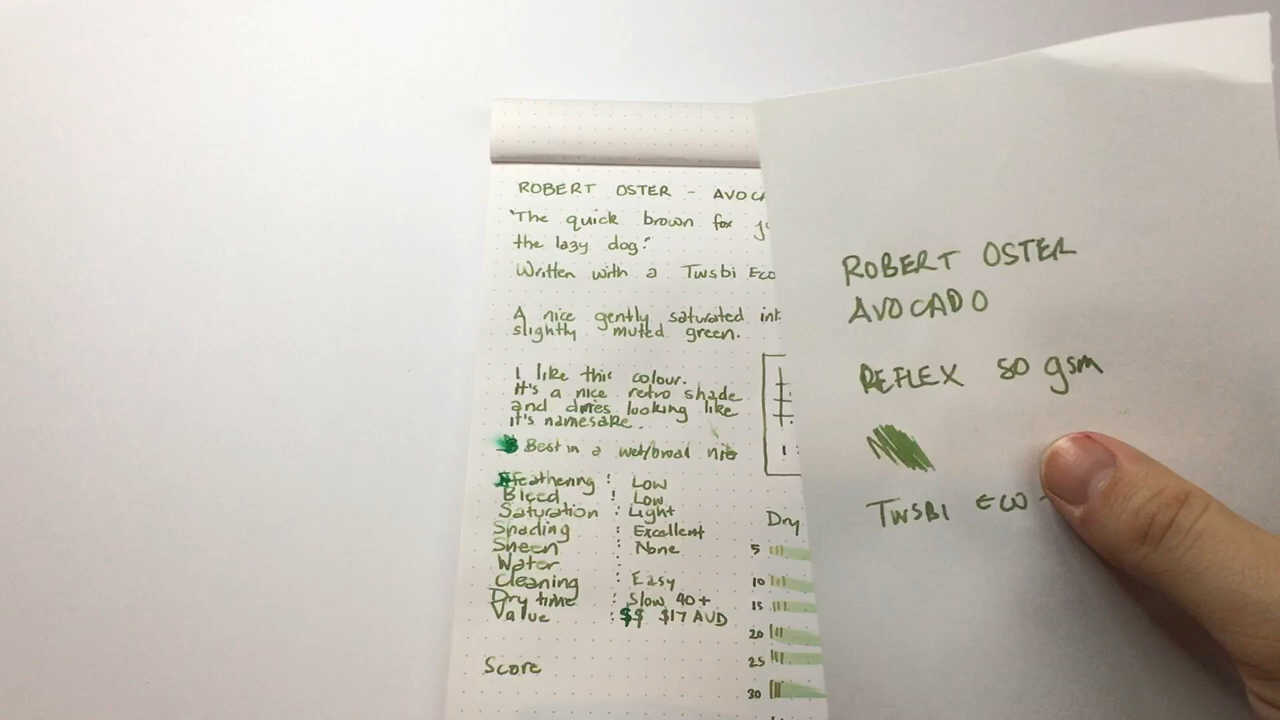 ROBERT OSTER - AVOCA
"The quick brown fox ju
the lazy dog."
Written with a Twsbi Eco
A nice gently saturated ink
slightly muted green.
I like this colour.
It's a nice retro shade
and dries looking like
it's namesake.
Best in a wet/broad nib
Feathering : Low
Bleed : Low
Saturation : Light
Shading : Excellent
Sheen : None
Water :
Cleaning : Easy
Dry time : Slow 40+
Value : $$ $17 AUD
Score
Dry
5
10
15
20
25
30
ROBERT OSTER
AVOCADO
REFLEX 80 gsm
TWSBI ECO -